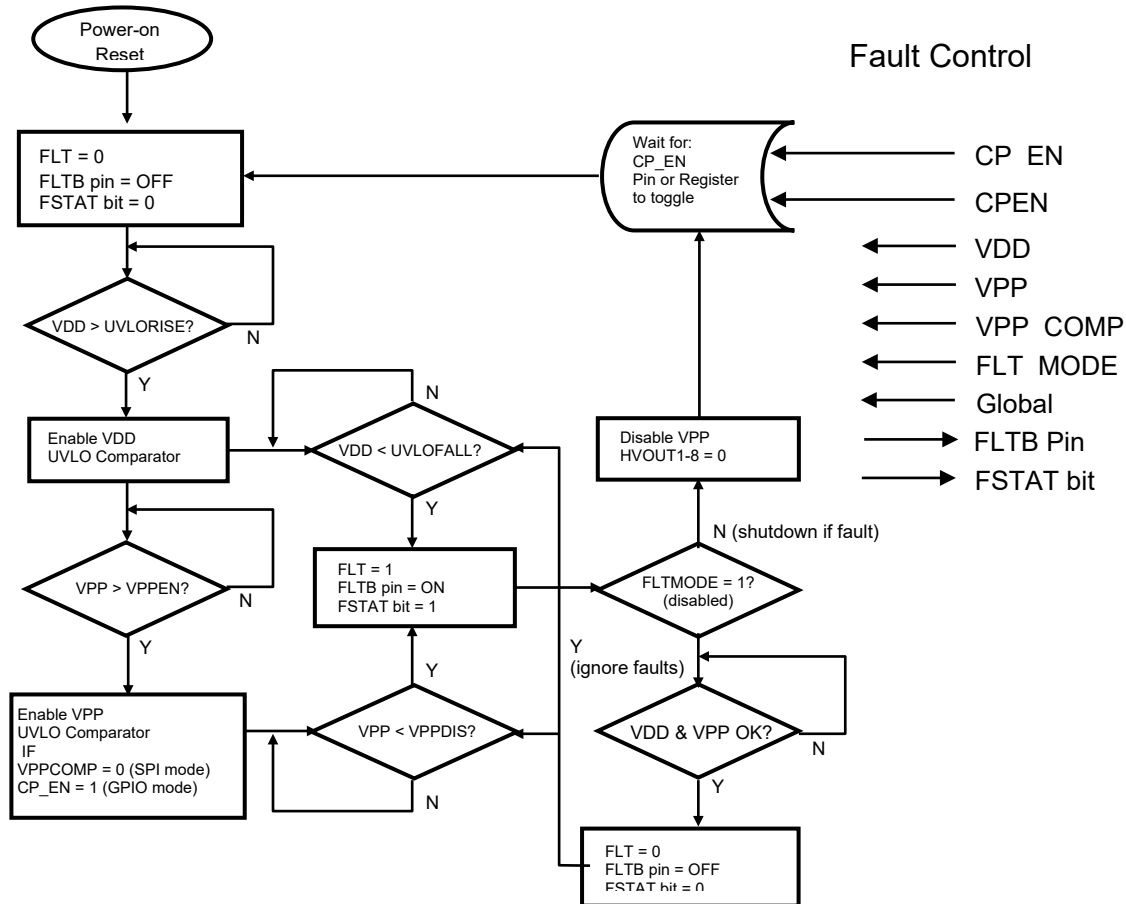 Power-on
Reset
Fault Control
FLT = 0
FLTB pin = OFF
FSTAT bit = 0
Wait for:
CP_EN
Pin or Register
to toggle
CP EN
CPEN
VDD
VPP
VPP COMP
FLT MODE
Global
FLTB Pin
FSTAT bit
VDD > UVLORISE?
N
Y
Enable VDD
UVLO Comparator
N
VDD < UVLOFALL?
Y
Disable VPP
HVOUT1-8 = 0
N (shutdown if fault)
VPP > VPPEN?
N
Y
FLT = 1
FLTB pin = ON
FSTAT bit = 1
FLTMODE = 1?
(disabled)
Y
(ignore faults)
Enable VPP
UVLO Comparator
IF
VPPCOMP = 0 (SPI mode)
CP_EN = 1 (GPIO mode)
Y
VPP < VPPDIS?
N
VDD & VPP OK?
N
Y
FLT = 0
FLTB pin = OFF
FSTAT bit = 0